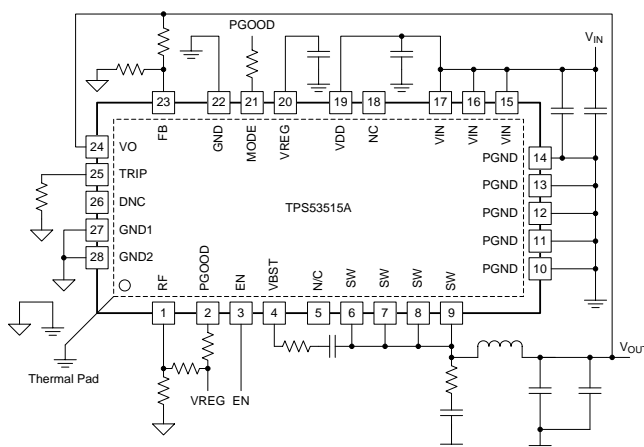 PGOOD
V_IN
23 22 21 20 19 18 17 16 15
FB GND MODE VREG VDD NC VIN VIN VIN
24 VO
25 TRIP
26 DNC
27 GND1
28 GND2
TPS53515A
PGND 14
PGND 13
PGND 12
PGND 11
PGND 10
RF PGOOD EN VBST N/C SW SW SW SW
1 2 3 4 5 6 7 8 9
V_OUT
Thermal Pad
VREG EN